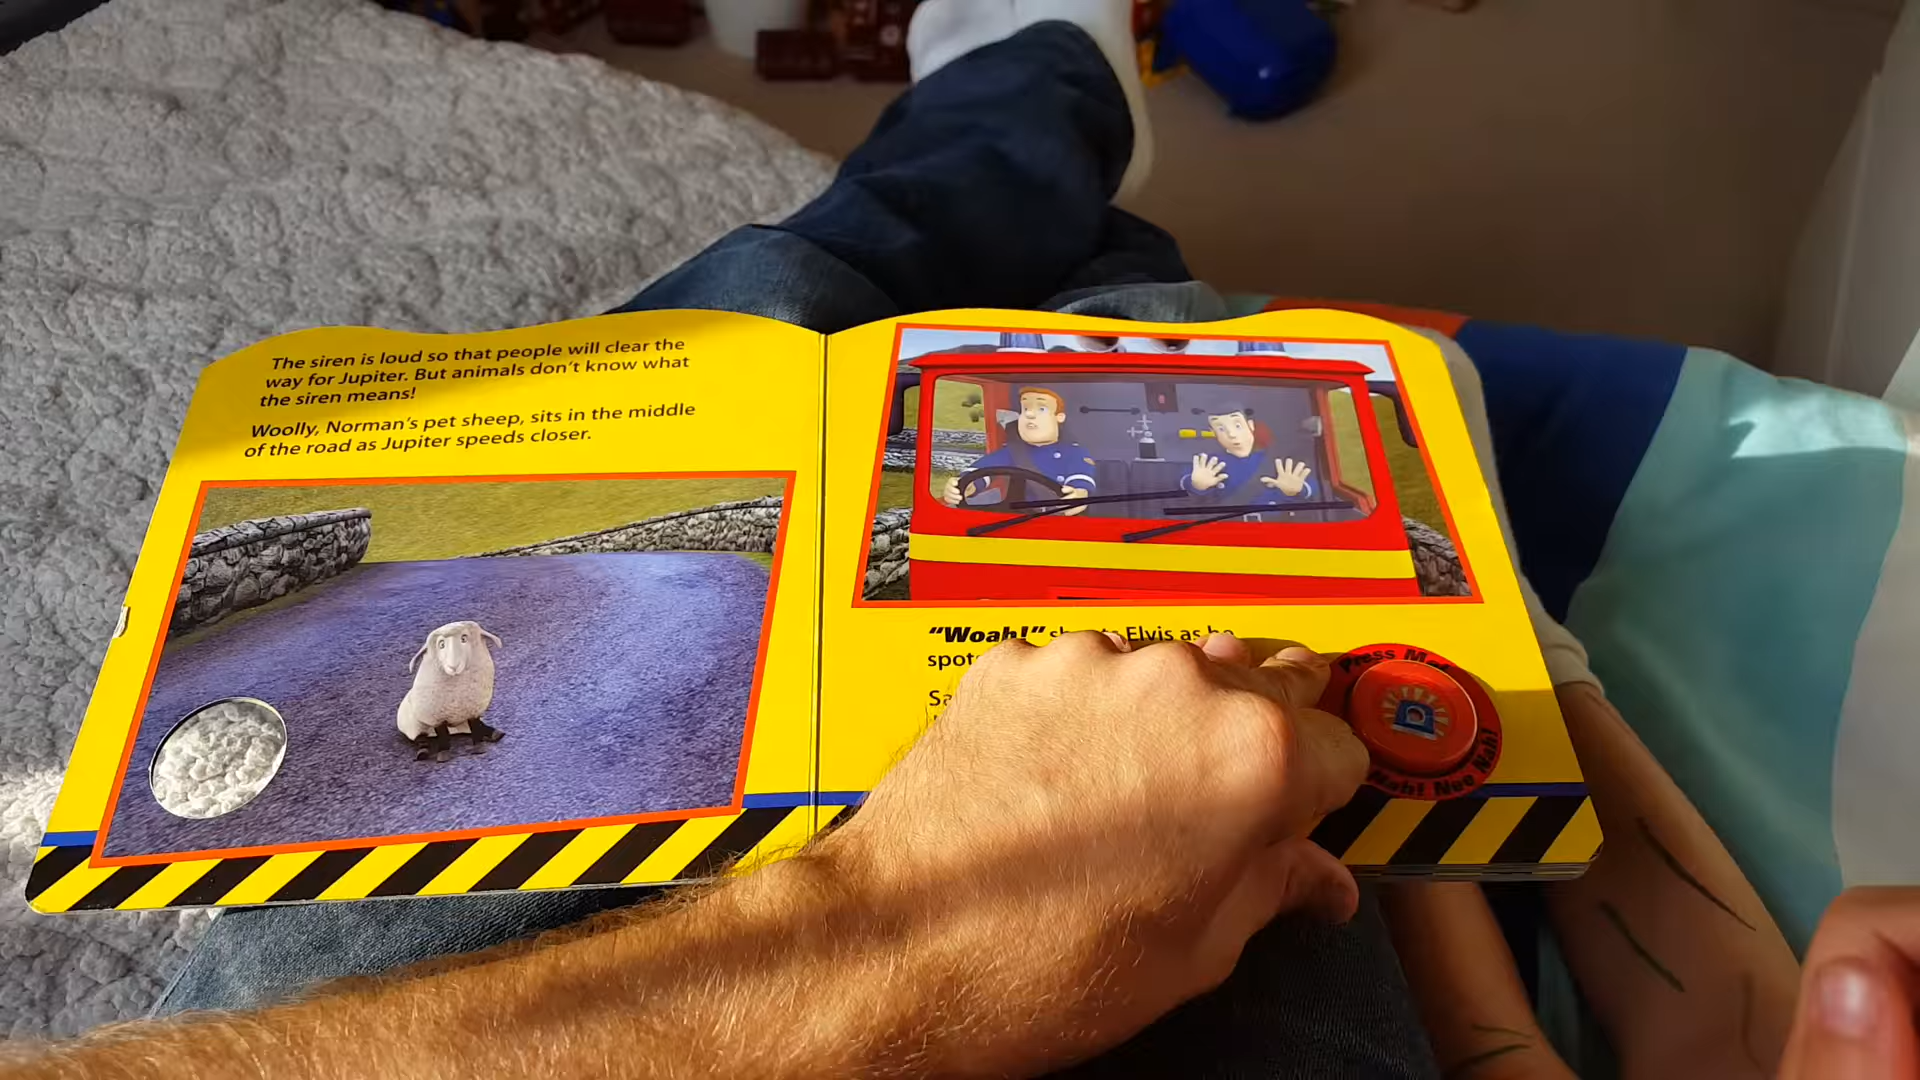 The siren is loud so that people will clear the
way for Jupiter. But animals don't know what
the siren means!
Woolly, Norman's pet sheep, sits in the middle
of the road as Jupiter speeds closer.
"Woah!" Elvis as he
spots
Press Me!
Nah! Nee Nah!